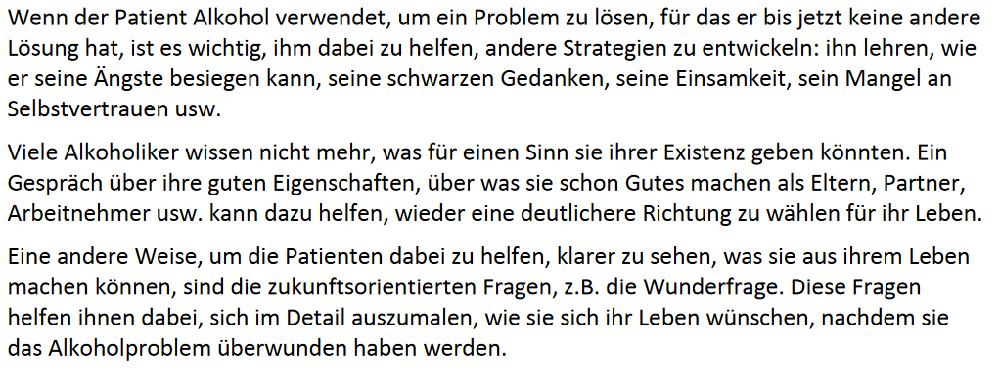 Wenn der Patient Alkohol verwendet, um ein Problem zu lösen, für das er bis jetzt keine andere
Lösung hat, ist es wichtig, ihm dabei zu helfen, andere Strategien zu entwickeln: ihn lehren, wie
er seine Ängste besiegen kann, seine schwarzen Gedanken, seine Einsamkeit, sein Mangel an
Selbstvertrauen usw.
Viele Alkoholiker wissen nicht mehr, was für einen Sinn sie ihrer Existenz geben könnten. Ein
Gespräch über ihre guten Eigenschaften, über was sie schon Gutes machen als Eltern, Partner,
Arbeitnehmer usw. kann dazu helfen, wieder eine deutlichere Richtung zu wählen für ihr Leben.
Eine andere Weise, um die Patienten dabei zu helfen, klarer zu sehen, was sie aus ihrem Leben
machen können, sind die zukunftsorientierten Fragen, z.B. die Wunderfrage. Diese Fragen
helfen ihnen dabei, sich im Detail auszumalen, wie sie sich ihr Leben wünschen, nachdem sie
das Alkoholproblem überwunden haben werden.